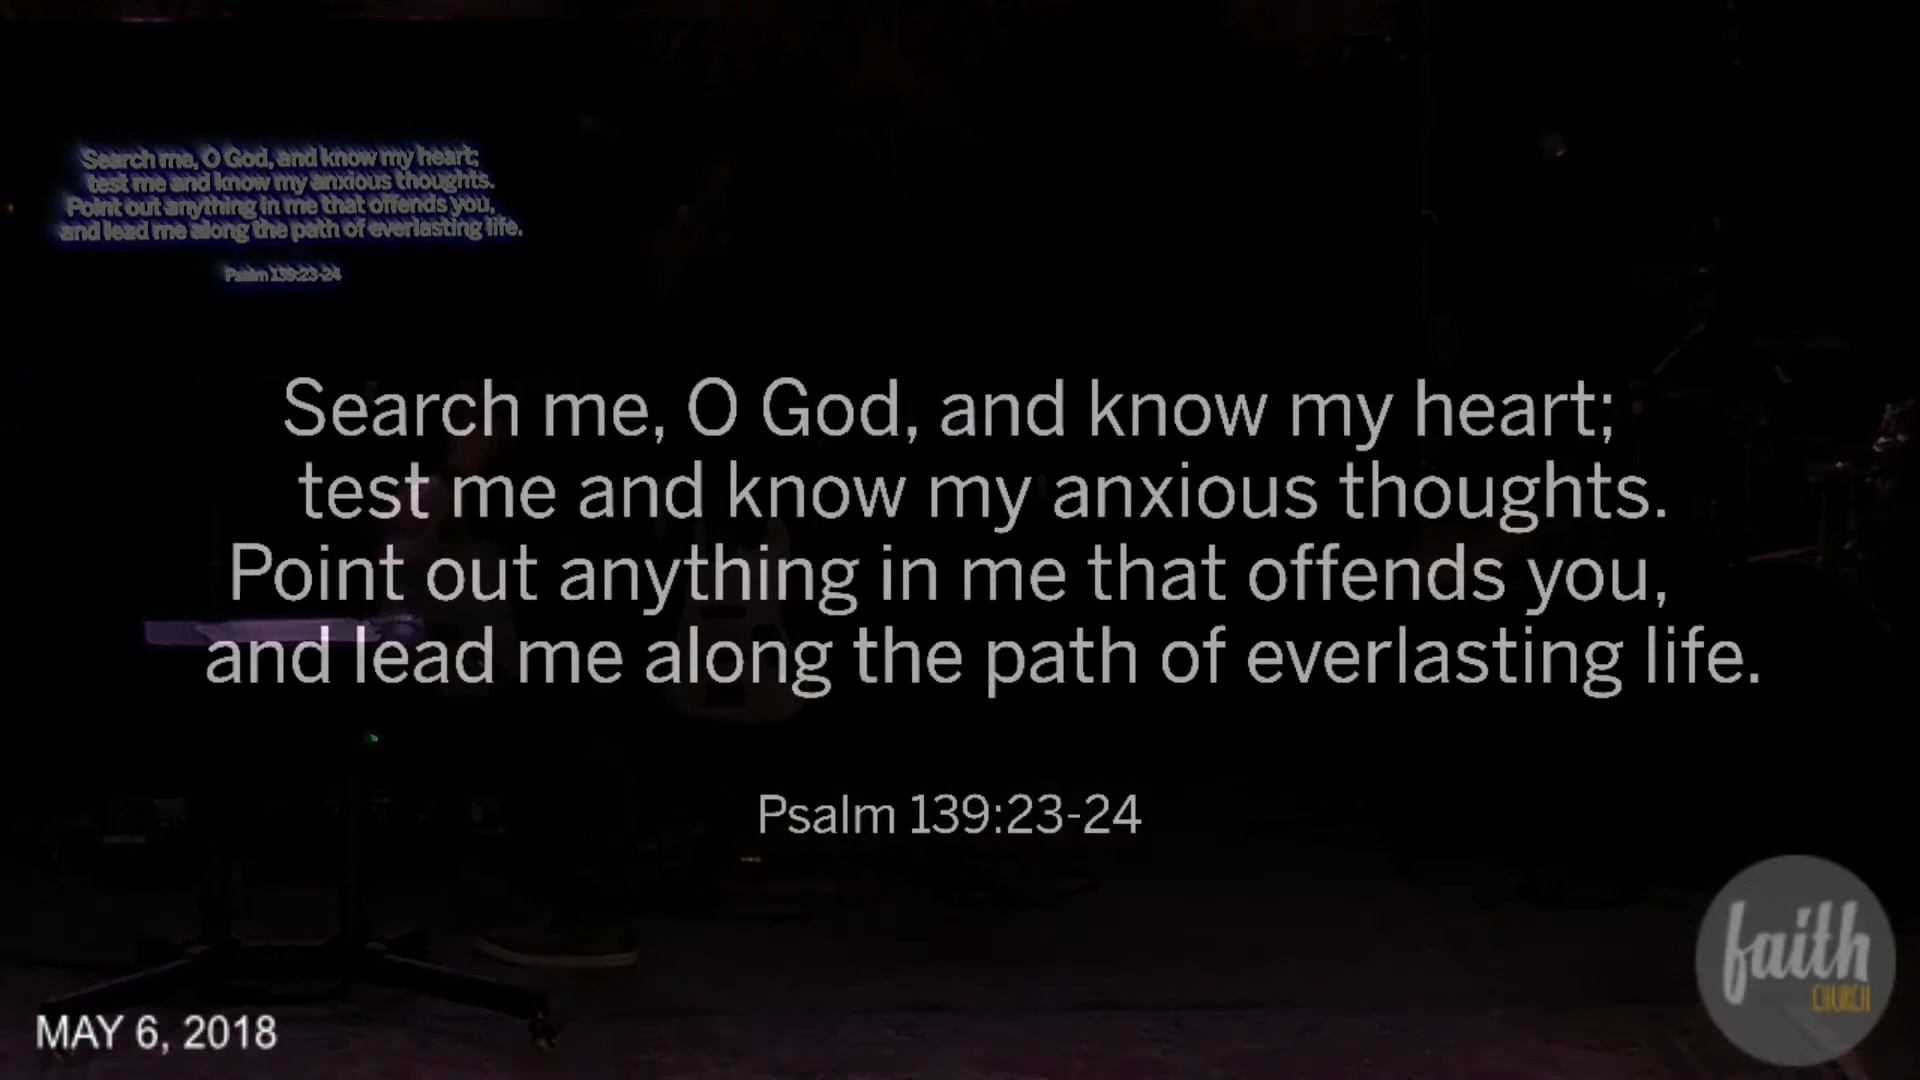 Search me, O God, and know my heart;
test me and know my anxious thoughts.
Point out anything in me that offends you,
and lead me along the path of everlasting life.
Psalm 139:23-24
Search me, O God, and know my heart;
test me and know my anxious thoughts.
Point out anything in me that offends you,
and lead me along the path of everlasting life.
Psalm 139:23-24
faith
CHURCH
MAY 6, 2018